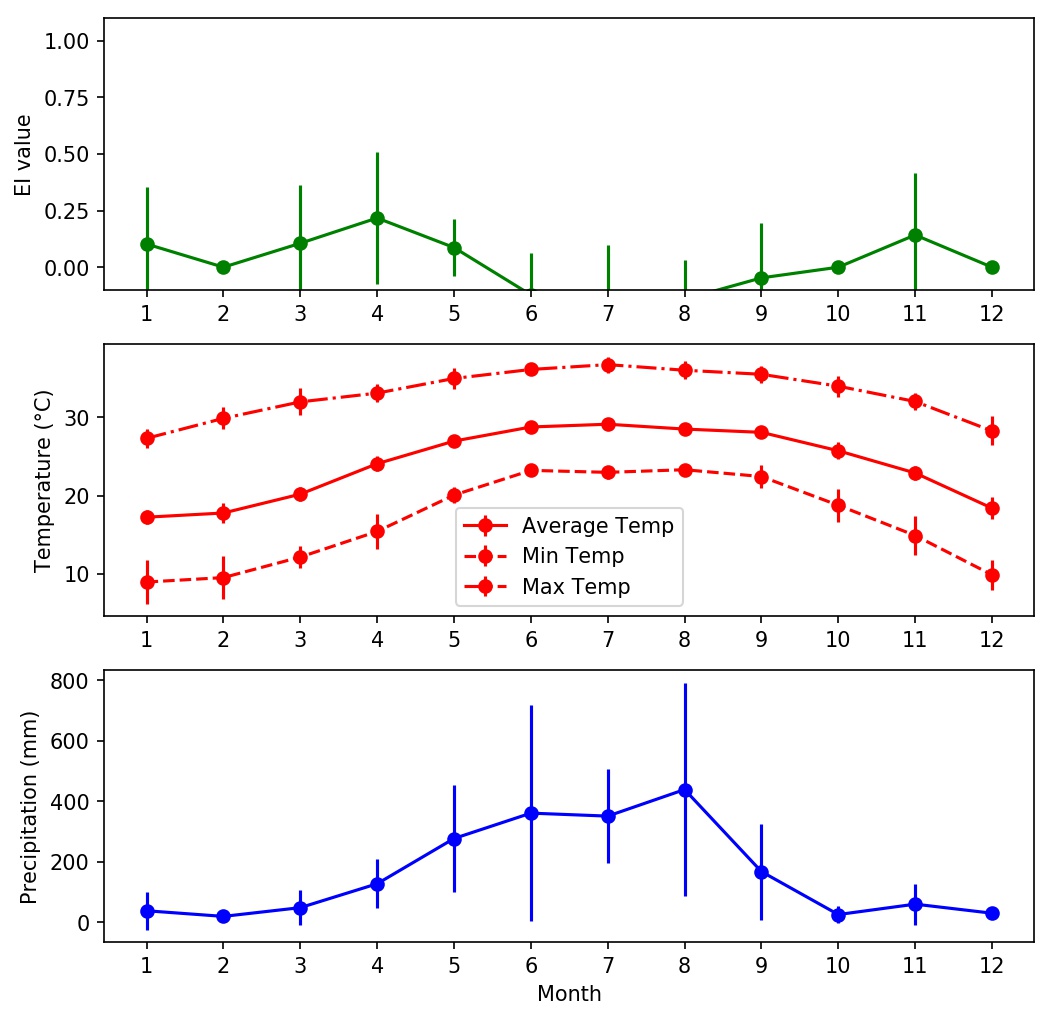 EI value
1.00
0.75
0.50
0.25
0.00
1 2 3 4 5 6 7 8 9 10 11 12
Temperature (°C)
30
20
10
Average Temp
Min Temp
Max Temp
1 2 3 4 5 6 7 8 9 10 11 12
Precipitation (mm)
800
600
400
200
0
1 2 3 4 5 6 7 8 9 10 11 12
Month